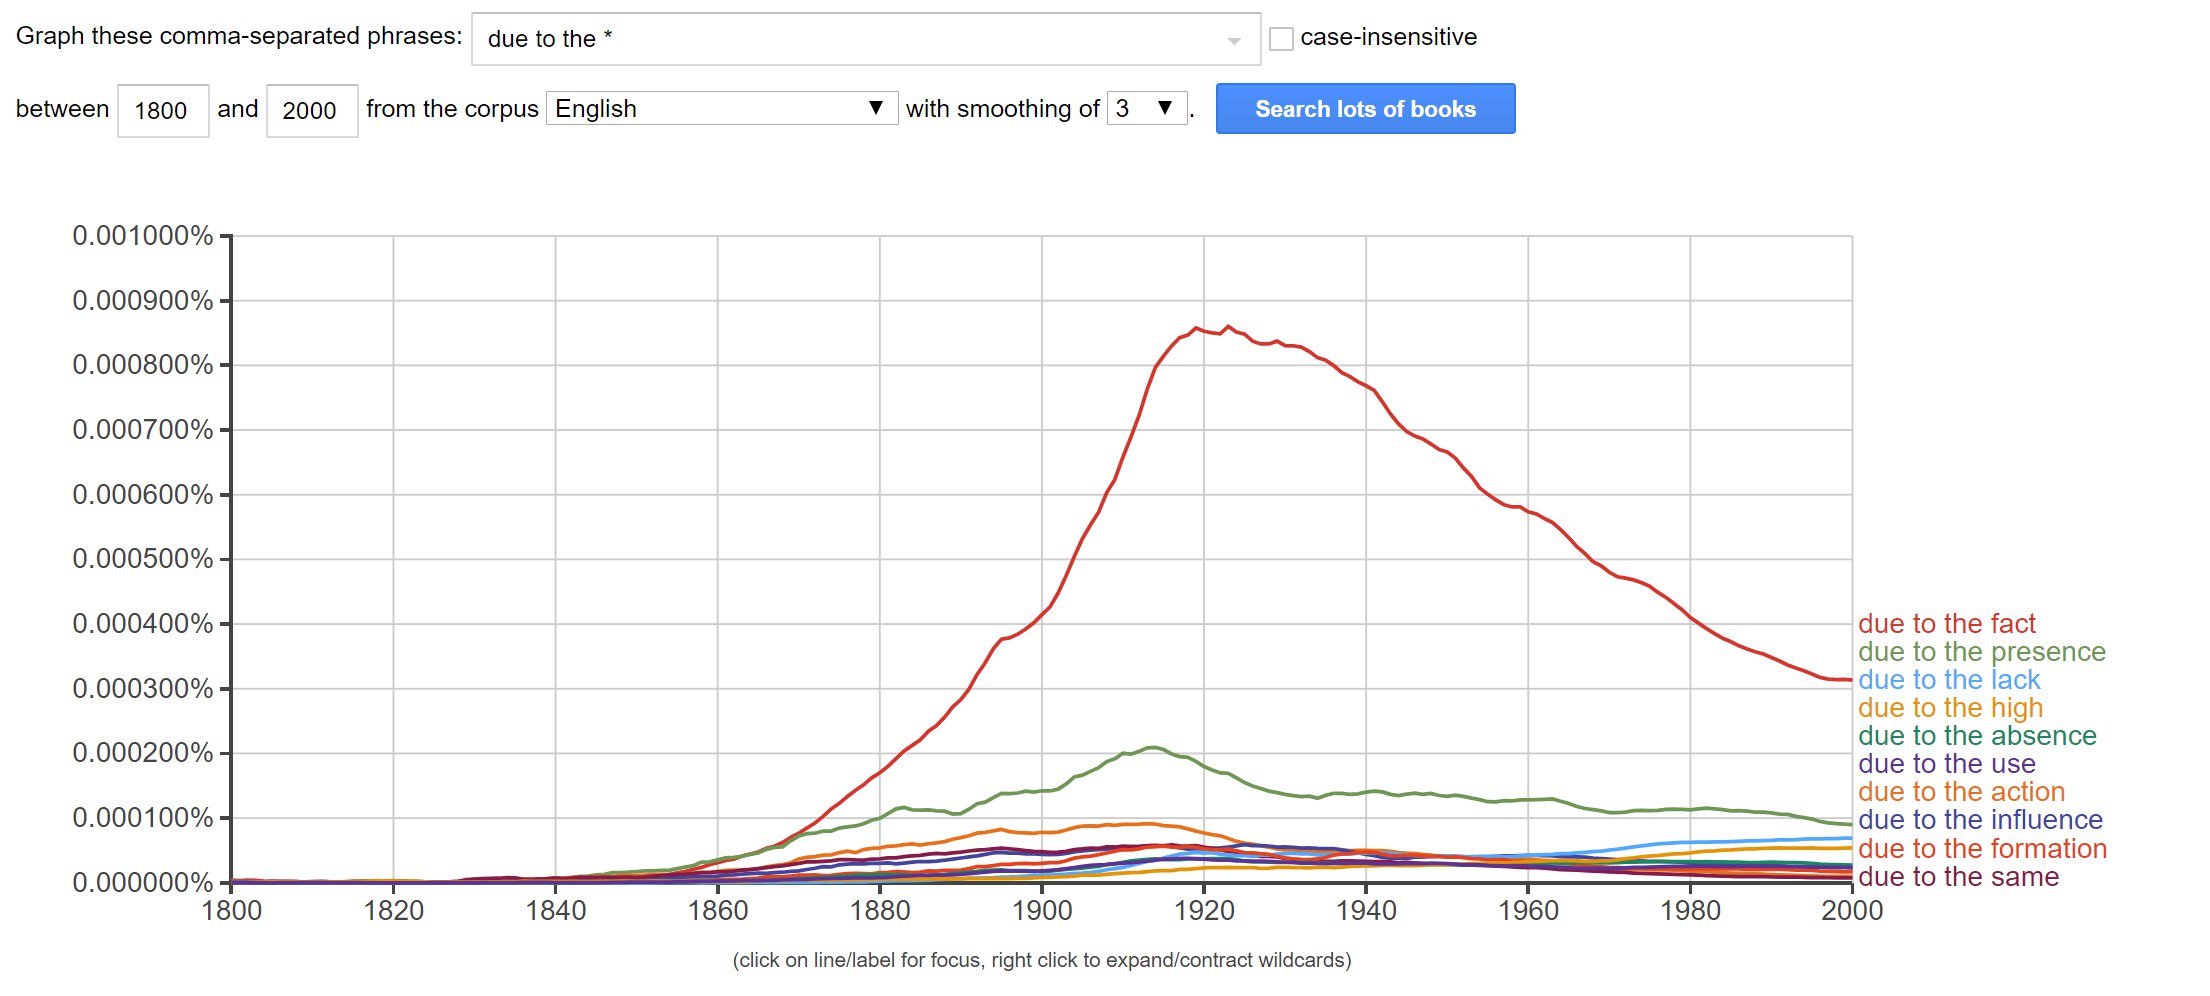 Graph these comma-separated phrases: due to the * case-insensitive
between 1800 and 2000 from the corpus English with smoothing of 3 . Search lots of books
0.001000%
0.000900%
0.000800%
0.000700%
0.000600%
0.000500%
0.000400%
0.000300%
0.000200%
0.000100%
0.000000%
due to the fact
due to the presence
due to the lack
due to the high
due to the absence
due to the use
due to the action
due to the influence
due to the formation
due to the same
1800 1820 1840 1860 1880 1900 1920 1940 1960 1980 2000
(click on line/label for focus, right click to expand/contract wildcards)